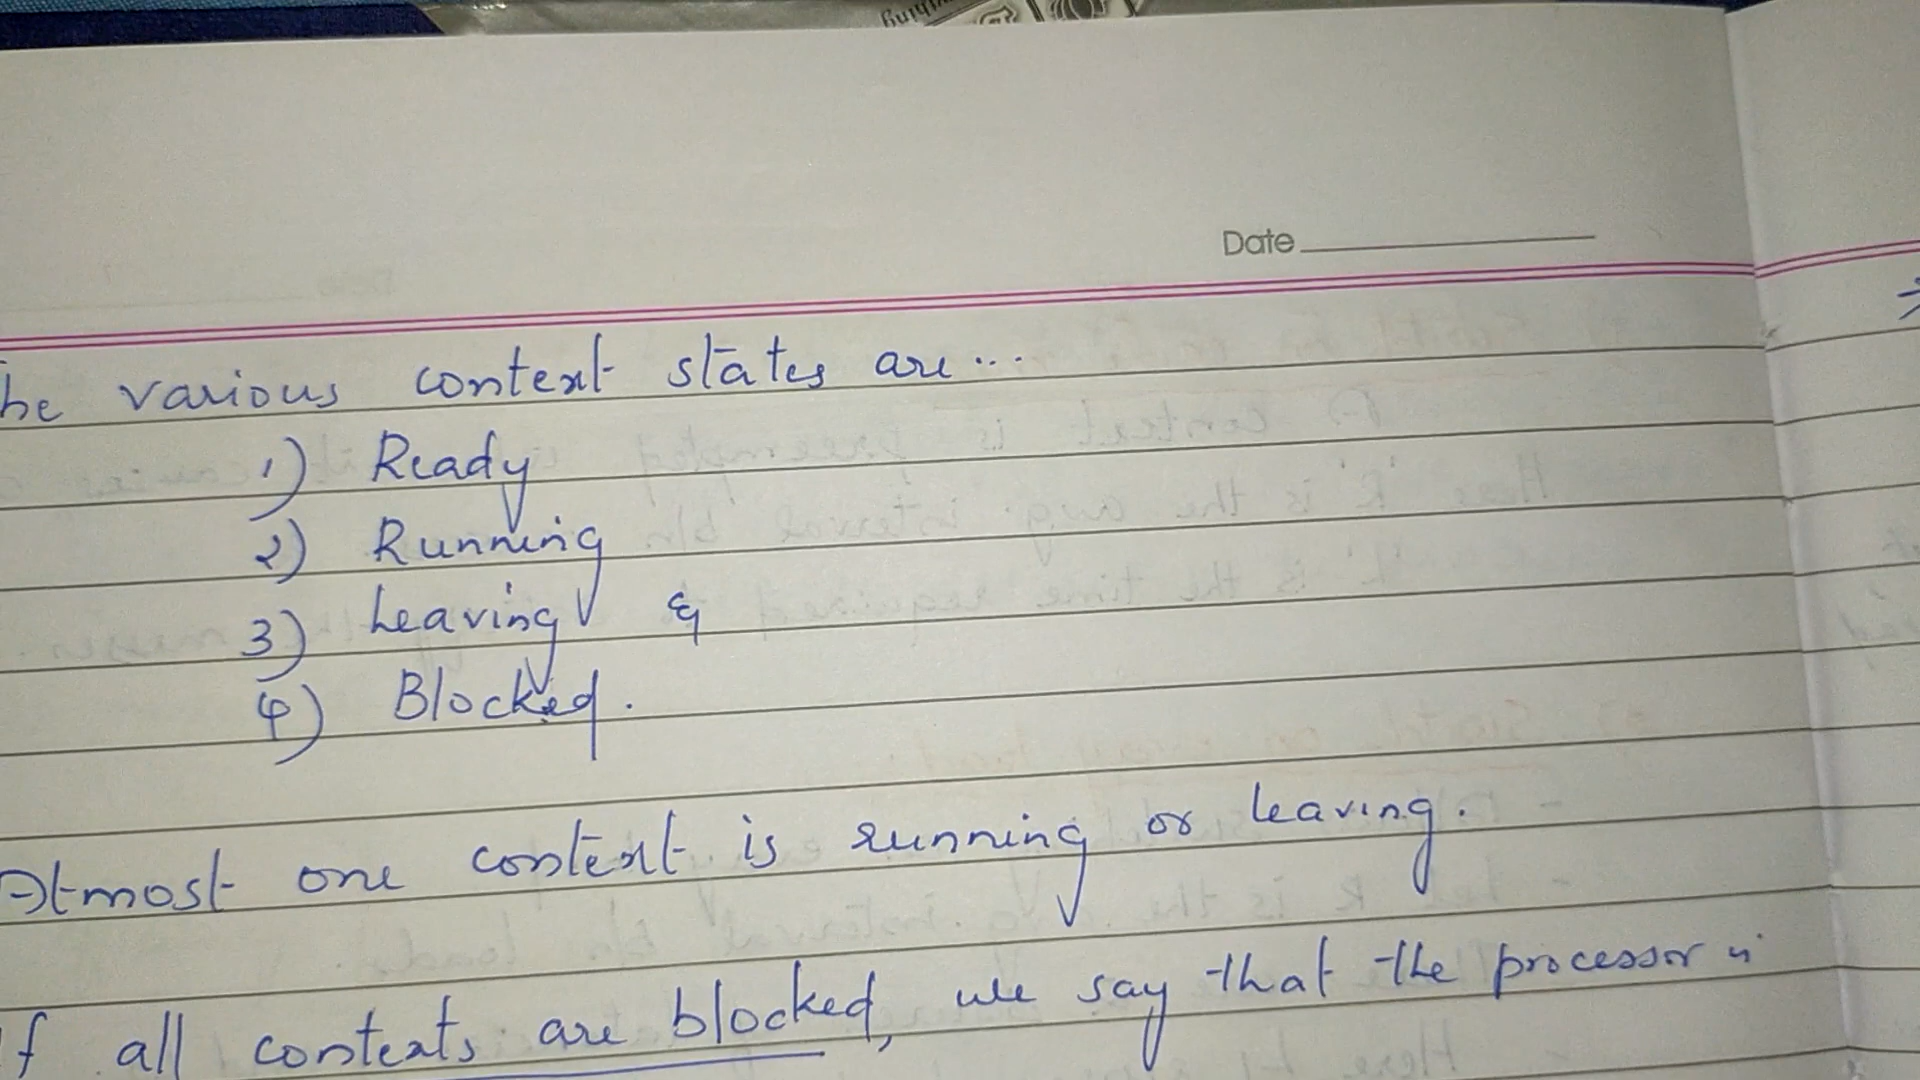 Date
he various context states are...
1) Ready
2) Running
3) Leaving &
4) Blocked.
Atmost one context is running or leaving.
If all contexts are blocked, we say that the processor is